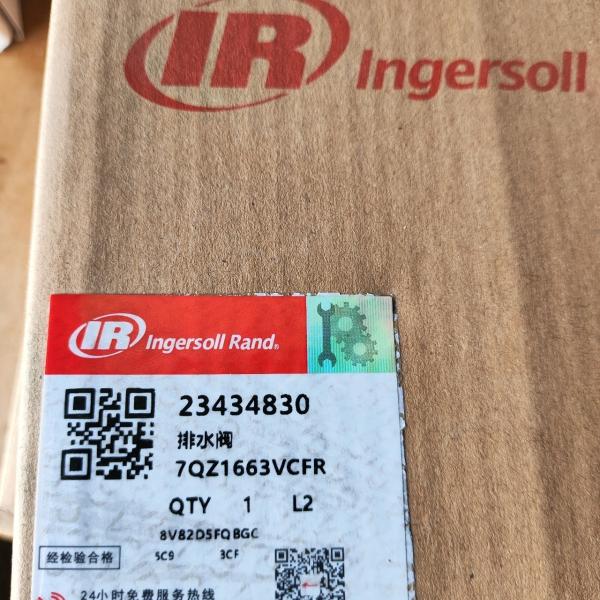 IR Ingersoll
IR Ingersoll Rand®
23434830
排水阀
7QZ1663VCFR
QTY 1 L2
8V82D5FQBGC
5C9 3CF
经检验合格
24小时免费服务热线